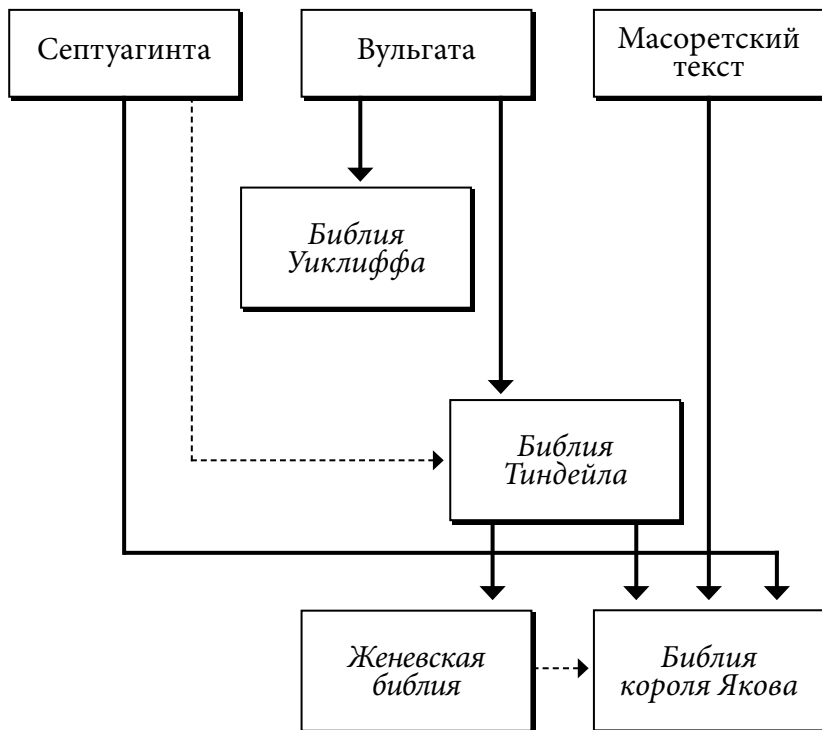 Септуагинта
Вульгата
Масоретский
текст
Библия
Уиклиффа
Библия
Тиндейла
Женевская
библия
Библия
короля Якова